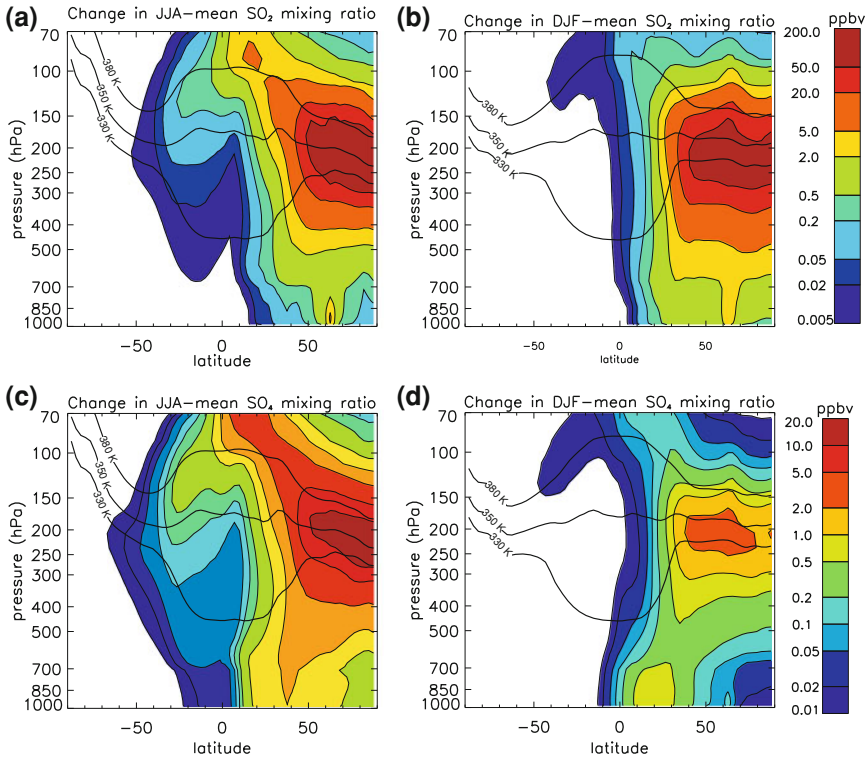 (a)
Change in JJA-mean SO₂ mixing ratio
70
100
150
200
250
300
400
500
700
850
1000
pressure (hPa)
380 K
350 K
330 K
-50
0
50
latitude
(b)
Change in DJF-mean SO₂ mixing ratio
70
100
150
200
250
300
400
500
700
850
1000
pressure (hPa)
380 K
350 K
330 K
-50
0
50
latitude
ppbv
200.0
50.0
20.0
5.0
2.0
0.5
0.2
0.05
0.02
0.005
(c)
Change in JJA-mean SO₄ mixing ratio
70
100
150
200
250
300
400
500
700
850
1000
pressure (hPa)
380 K
350 K
330 K
-50
0
50
latitude
(d)
Change in DJF-mean SO₄ mixing ratio
70
100
150
200
250
300
400
500
700
850
1000
pressure (hPa)
380 K
350 K
330 K
-50
0
50
latitude
ppbv
20.0
10.0
5.0
2.0
1.0
0.5
0.2
0.1
0.05
0.02
0.01